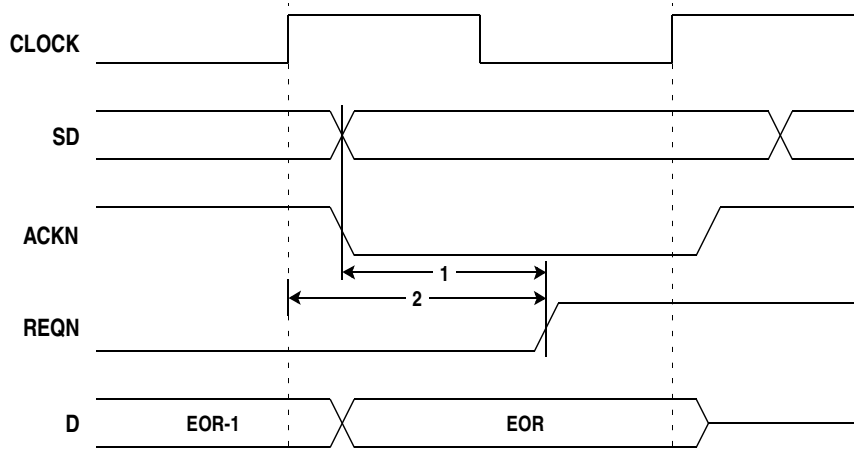 CLOCK
SD
ACKN
1
2
REQN
D
EOR-1
EOR